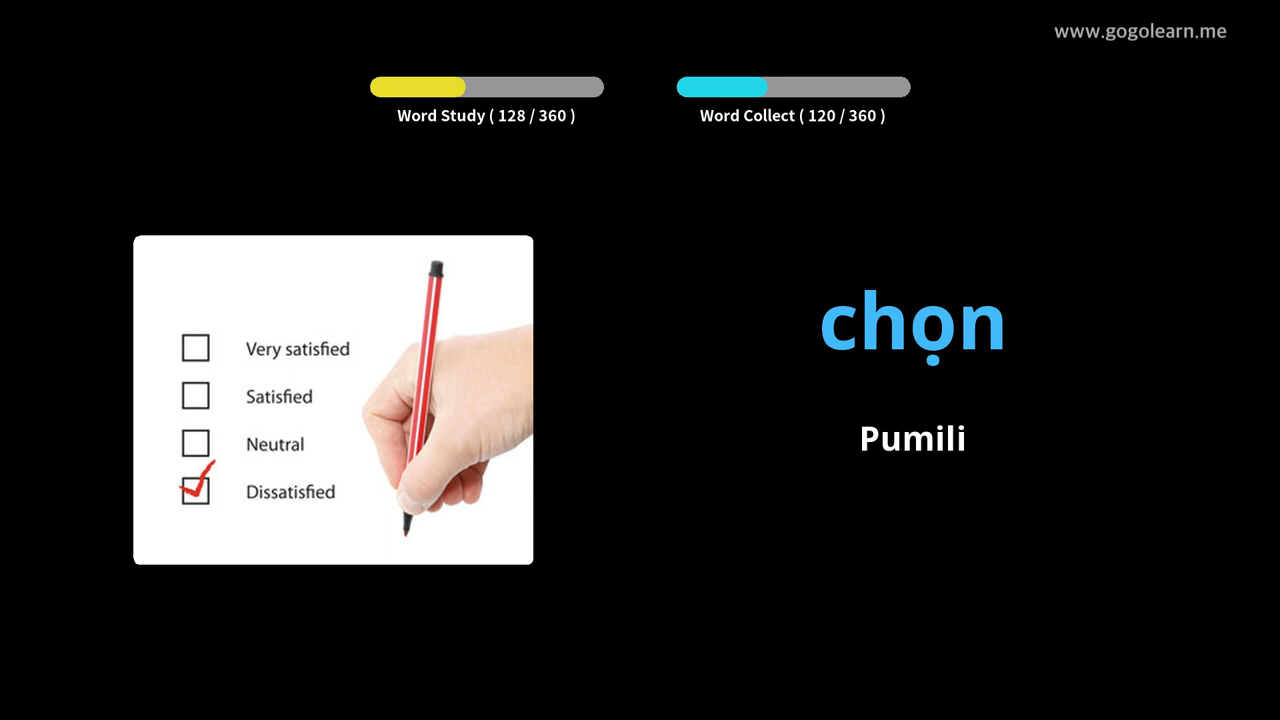 www.gogolearn.me
Word Study ( 128 / 360 )
Word Collect ( 120 / 360 )
Very satisfied
Satisfied
Neutral
Dissatisfied
chọn
Pumili